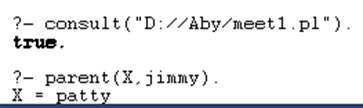 ?- consult("D://Aby/meet1.pl").
true.
?- parent(X,jimmy).
X = patty